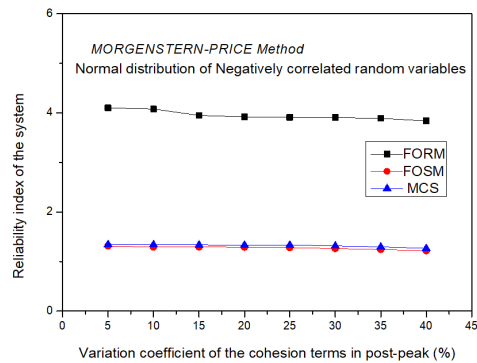 MORGENSTERN-PRICE Method
Normal distribution of Negatively correlated random variables
Reliability index of the system
6
4
2
0
FORM
FOSM
MCS
0 5 10 15 20 25 30 35 40 45
Variation coefficient of the cohesion terms in post-peak (%)